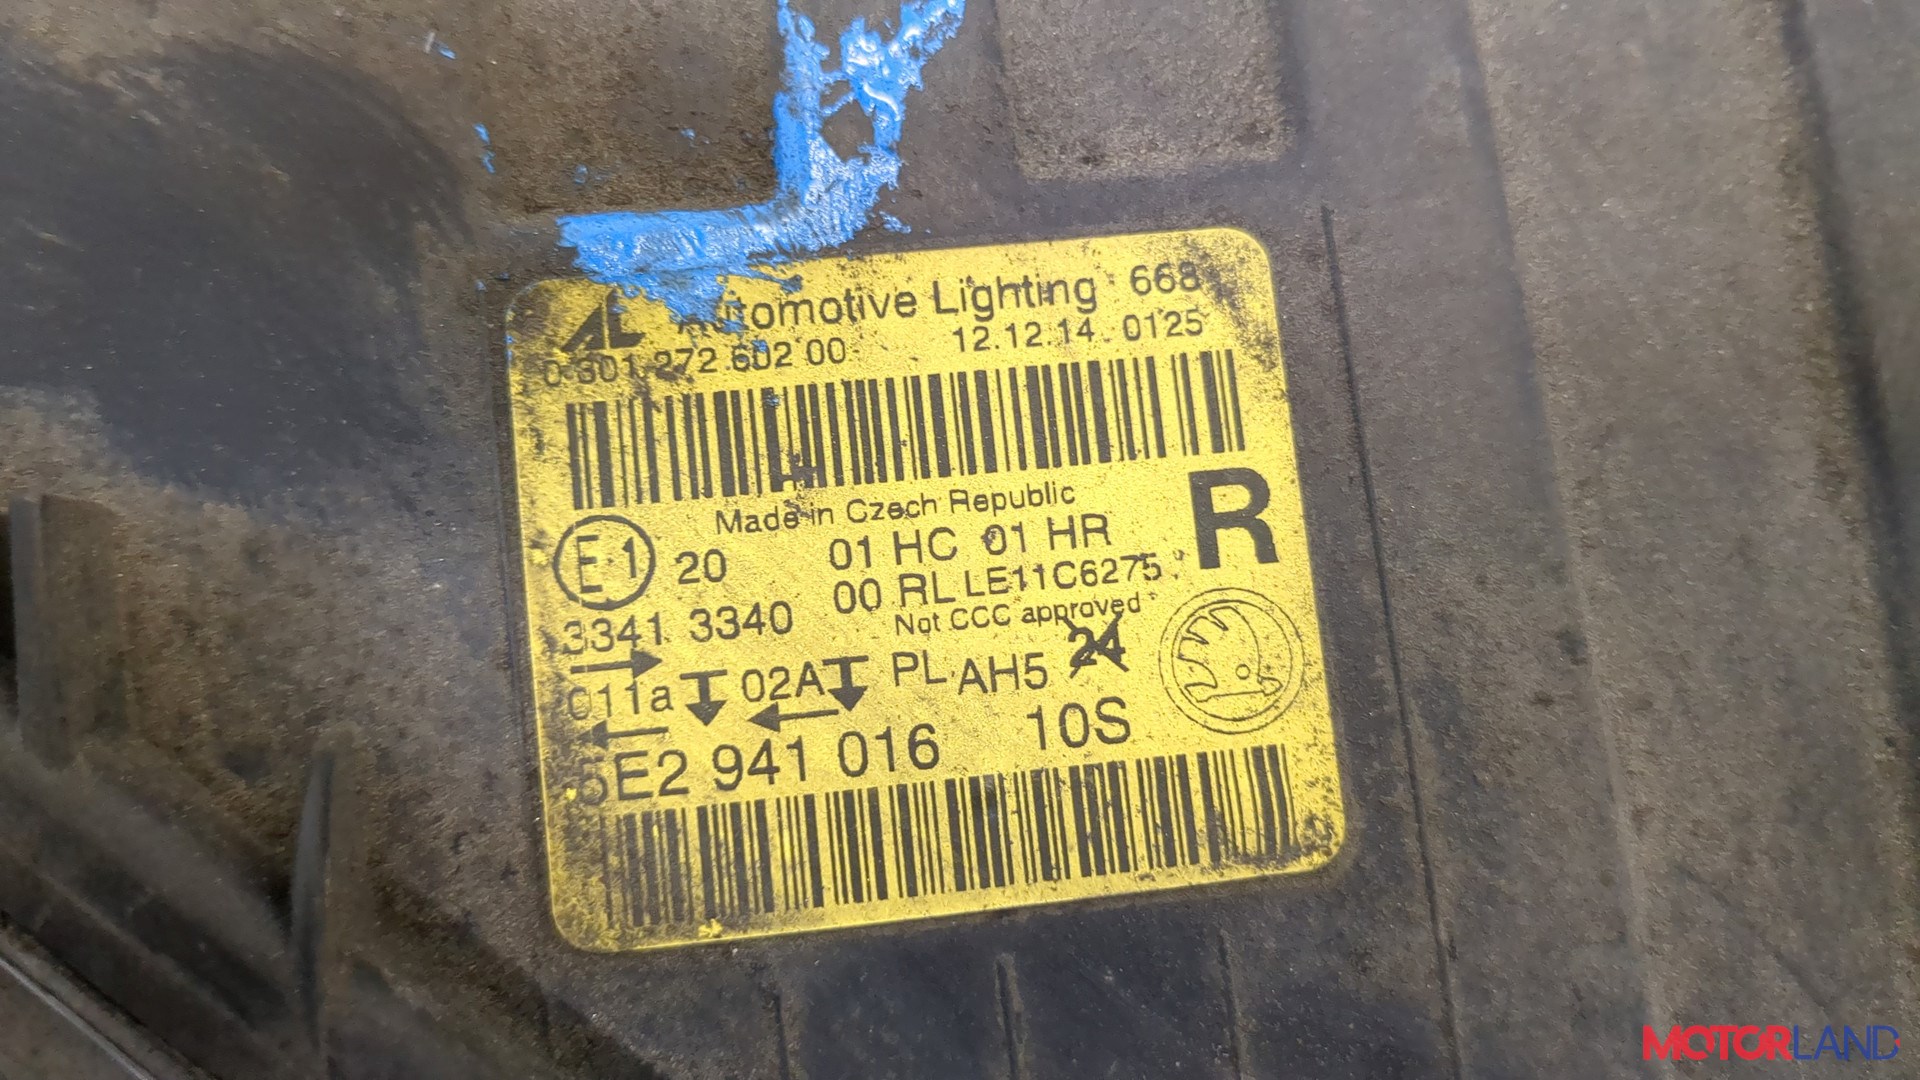 AL Automotive Lighting 668
0 301 272 602 00 12.12.14 0125
Made in Czech Republic
R
E 1 20 01 HC 01 HR
00 RL LE11C6275
3341 3340
Not CCC approved
24
011a 02A PL AH5
5E2 941 016 10S
MOTORLAND